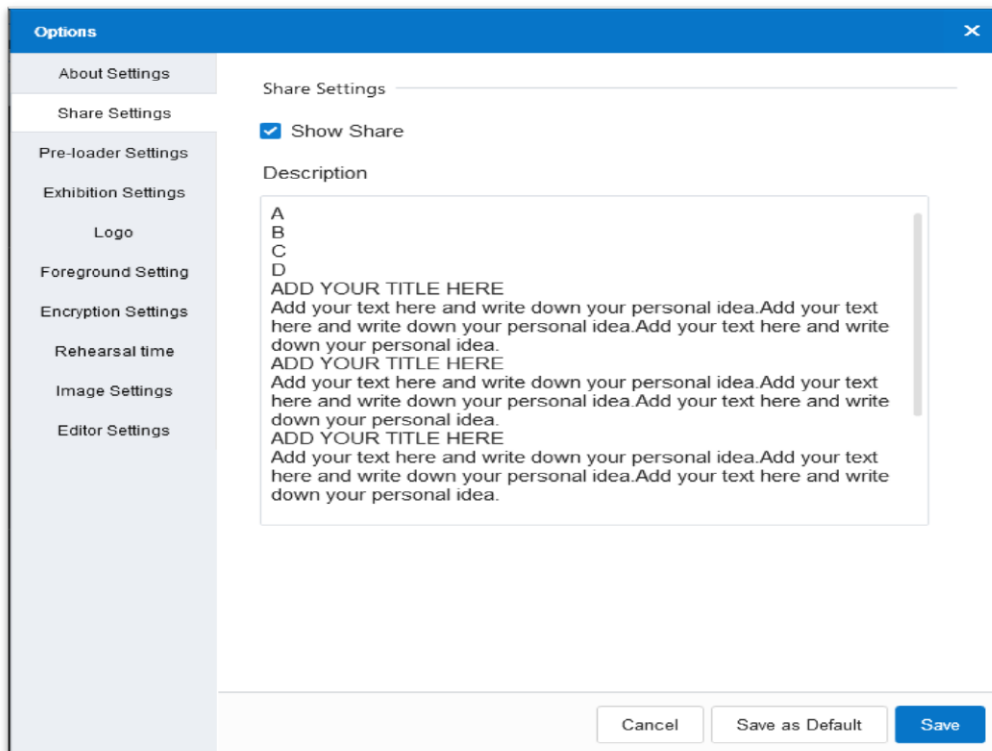 Options
About Settings
Share Settings
Pre-loader Settings
Exhibition Settings
Logo
Foreground Setting
Encryption Settings
Rehearsal time
Image Settings
Editor Settings
Share Settings
Show Share
Description
A
B
C
D
ADD YOUR TITLE HERE
Add your text here and write down your personal idea.Add your text
here and write down your personal idea.Add your text here and write
down your personal idea.
ADD YOUR TITLE HERE
Add your text here and write down your personal idea.Add your text
here and write down your personal idea.Add your text here and write
down your personal idea.
ADD YOUR TITLE HERE
Add your text here and write down your personal idea.Add your text
here and write down your personal idea.Add your text here and write
down your personal idea.
Cancel
Save as Default
Save